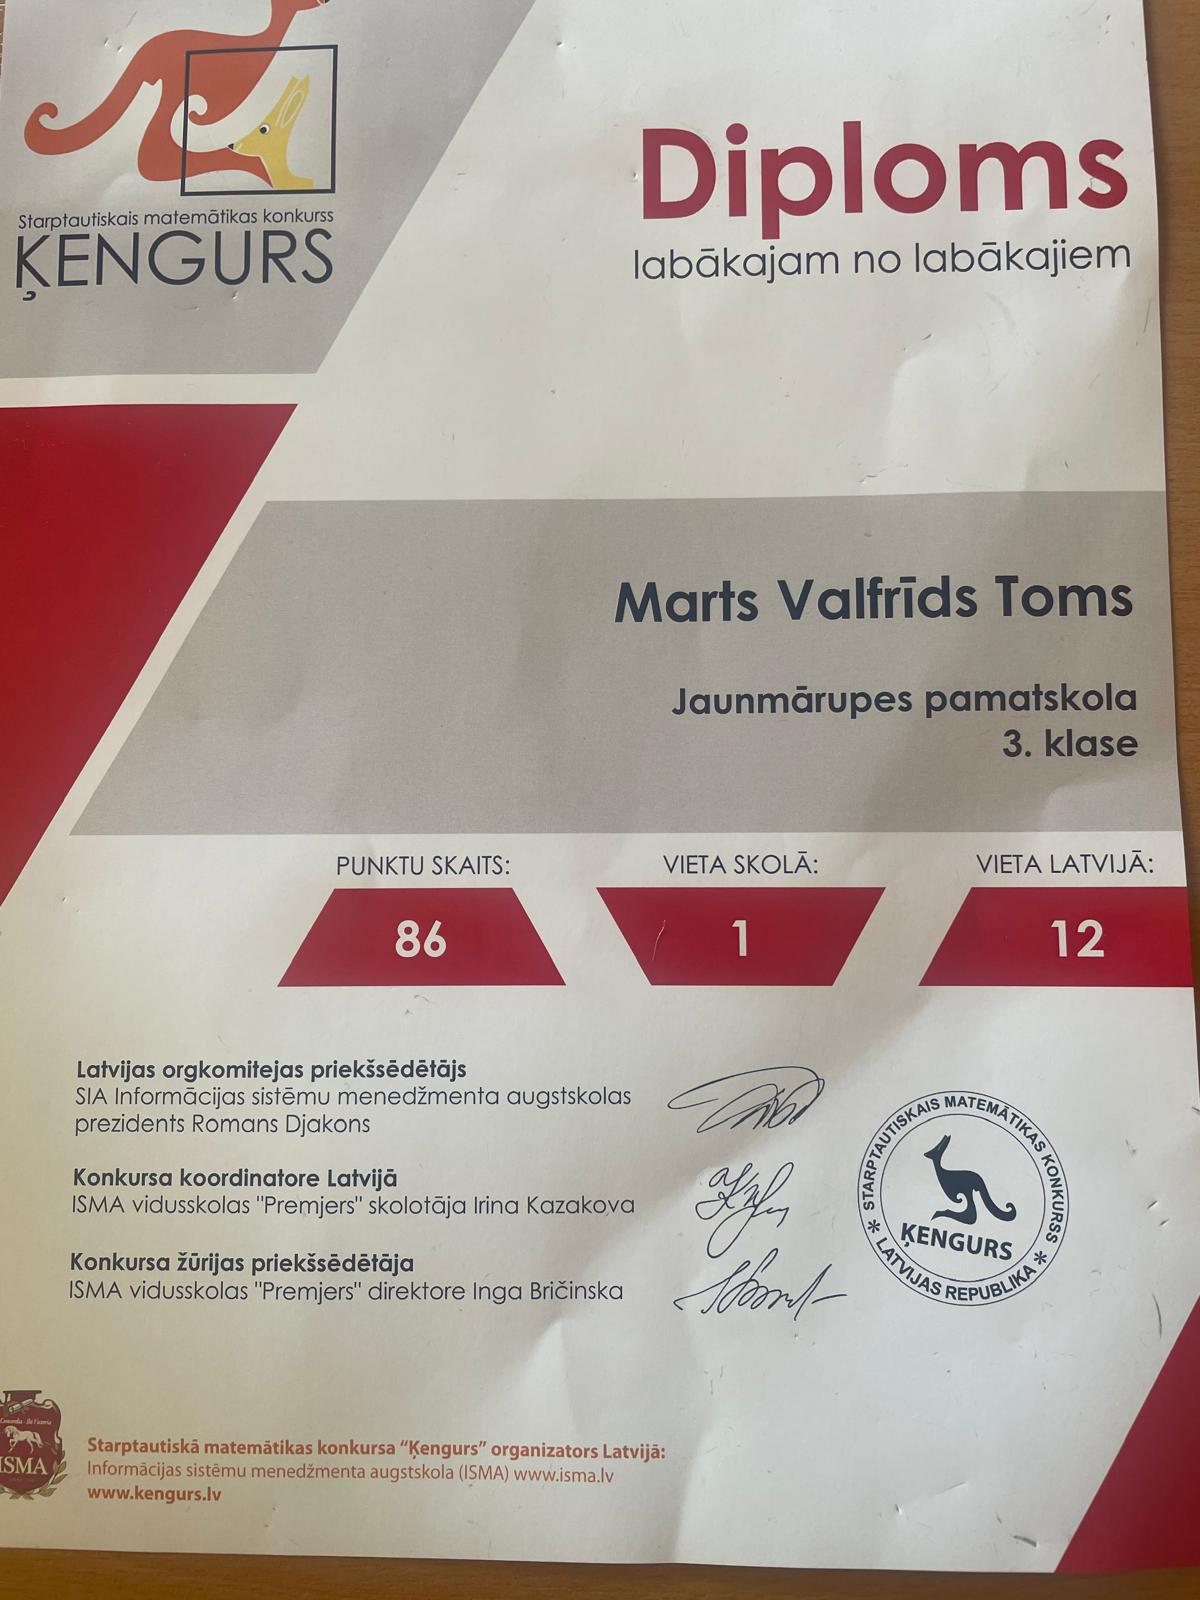 Starptautiskais matemātikas konkurss
ĶENGURS
Diploms
labākajam no labākajiem
Marts Valfrīds Toms
Jaunmārupes pamatskola
3. klase
PUNKTU SKAITS:
86
VIETA SKOLĀ:
1
VIETA LATVIJĀ:
12
Latvijas orgkomitejas priekšsēdētājs
SIA Informācijas sistēmu menedžmenta augstskolas
prezidents Romans Djakons
Konkursa koordinatore Latvijā
ISMA vidusskolas "Premjers" skolotāja Irina Kazakova
Konkursa žūrijas priekšsēdētāja
ISMA vidusskolas "Premjers" direktore Inga Bričinska
STARPTAUTISKAIS MATEMĀTIKAS KONKURSS
ĶENGURS
* LATVIJAS REPUBLIKA *
ISMA
Starptautiskā matemātikas konkursa “Ķengurs” organizators Latvijā:
Informācijas sistēmu menedžmenta augstskola (ISMA) www.isma.lv
www.kengurs.lv